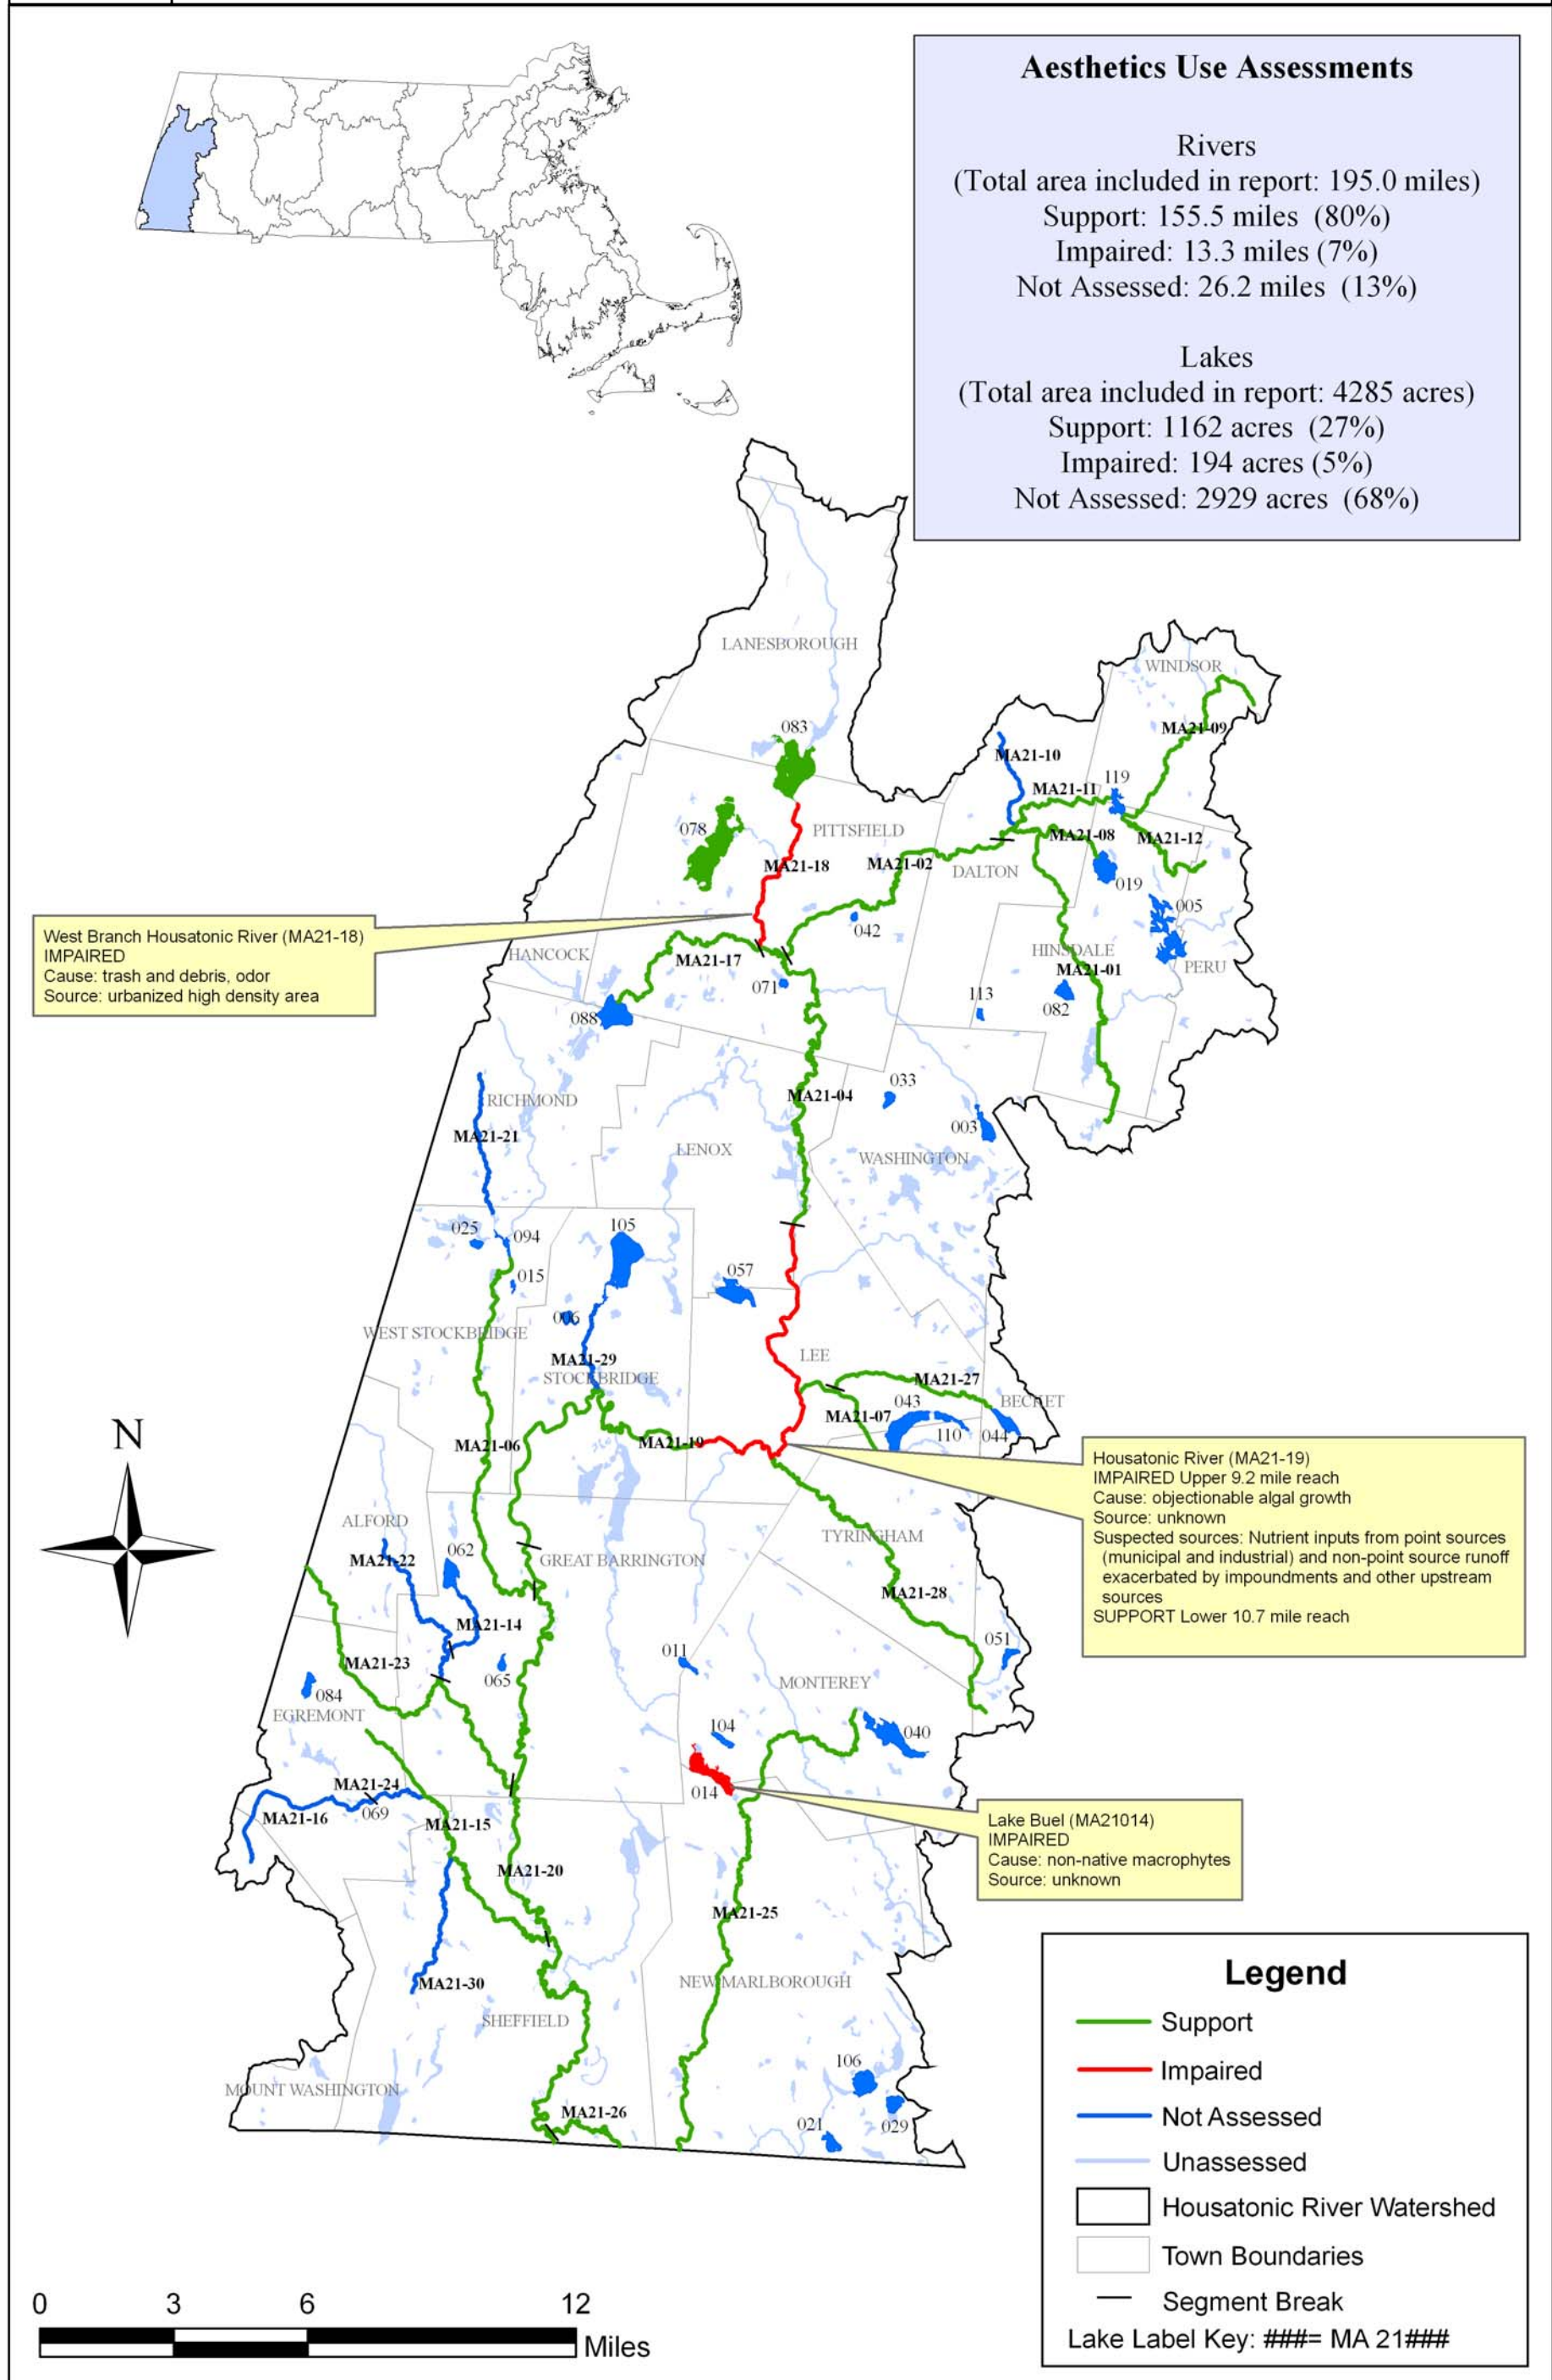 Aesthetics Use Assessments
Rivers
(Total area included in report: 195.0 miles)
Support: 155.5 miles (80%)
Impaired: 13.3 miles (7%)
Not Assessed: 26.2 miles (13%)
Lakes
(Total area included in report: 4285 acres)
Support: 1162 acres (27%)
Impaired: 194 acres (5%)
Not Assessed: 2929 acres (68%)
LANESBOROUGH
WINDSOR
083
MA21-09
MA21-10
119
MA21-11
078
PITTSFIELD
MA21-08
MA21-12
MA21-18
MA21-02
DALTON
019
005
West Branch Housatonic River (MA21-18)
IMPAIRED
Cause: trash and debris, odor
Source: urbanized high density area
042
HANCOCK
MA21-17
HINSDALE
MA21-01
PERU
071
113
082
088
033
MA21-04
RICHMOND
003
MA21-21
LENOX
WASHINGTON
025
094
105
015
057
006
WEST STOCKBRIDGE
MA21-29
STOCKBRIDGE
LEE
MA21-27
BECKET
043
MA21-07
110
044
MA21-06
MA21-19
N
Housatonic River (MA21-19)
IMPAIRED Upper 9.2 mile reach
Cause: objectionable algal growth
Source: unknown
Suspected sources: Nutrient inputs from point sources
(municipal and industrial) and non-point source runoff
exacerbated by impoundments and other upstream
sources
SUPPORT Lower 10.7 mile reach
ALFORD
TYRINGHAM
062
MA21-22
GREAT BARRINGTON
MA21-28
MA21-14
051
011
MA21-23
065
MONTEREY
084
EGREMONT
104
040
MA21-24
014
069
MA21-16
MA21-15
Lake Buel (MA21014)
IMPAIRED
Cause: non-native macrophytes
Source: unknown
MA21-20
MA21-25
MA21-30
NEW MARLBOROUGH
SHEFFIELD
106
MOUNT WASHINGTON
MA21-26
021
029
Legend
Support
Impaired
Not Assessed
Unassessed
Housatonic River Watershed
Town Boundaries
Segment Break
Lake Label Key: ###= MA 21###
0 3 6 12
Miles